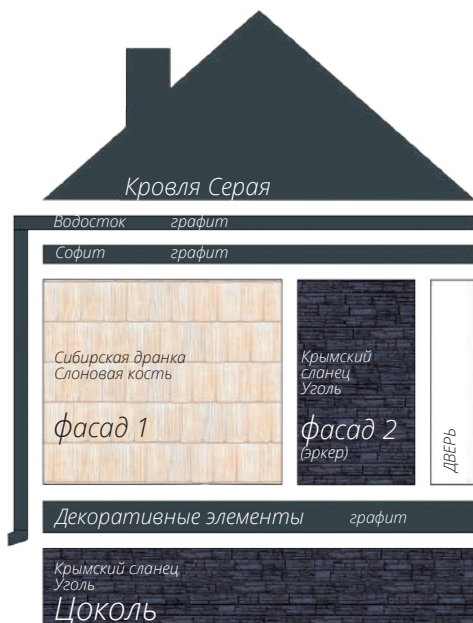 Кровля Серая
Водосток графит
Софит графит
Сибирская дранка
Слоновая кость
фасад 1
Крымский
сланец
Уголь
фасад 2
(эркер)
ДВЕРЬ
Декоративные элементы графит
Крымский сланец
Уголь
Цоколь